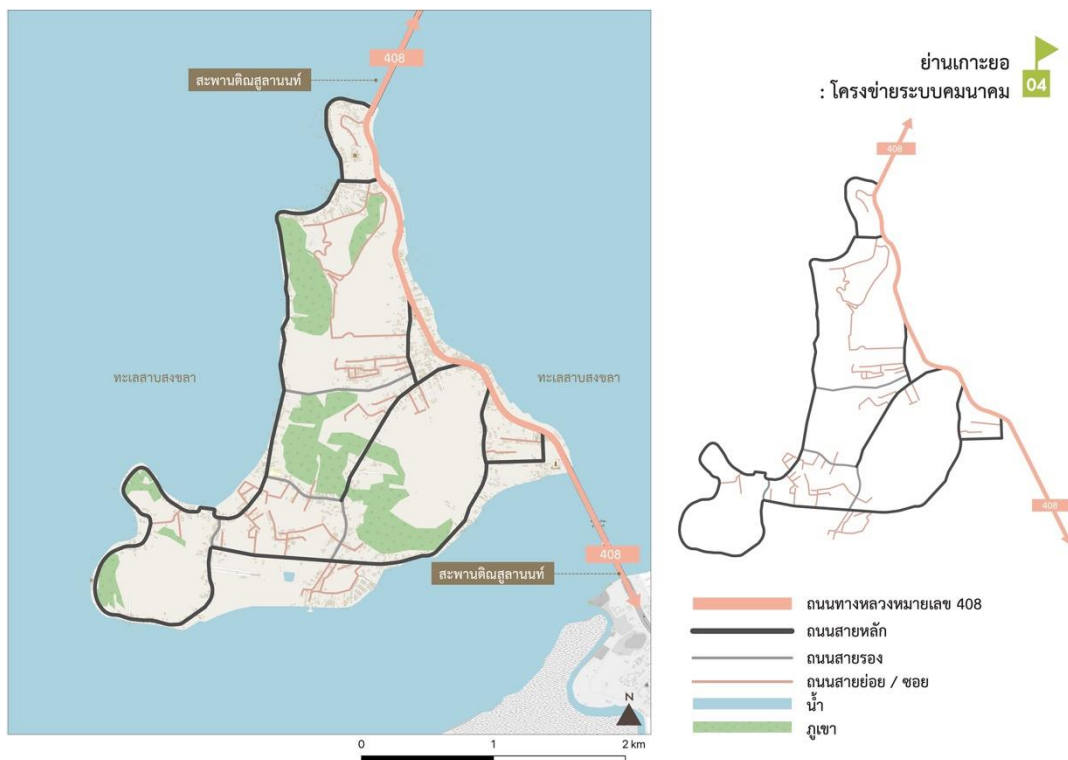 408
สะพานติณสูลานนท์
ทะเลสาบสงขลา
ทะเลสาบสงขลา
408
สะพานติณสูลานนท์
N
0 1 2 km
ย่านเกาะยอ
: โครงข่ายระบบคมนาคม
04
408
408
ถนนทางหลวงหมายเลข 408
ถนนสายหลัก
ถนนสายรอง
ถนนสายย่อย / ซอย
น้ำ
ภูเขา